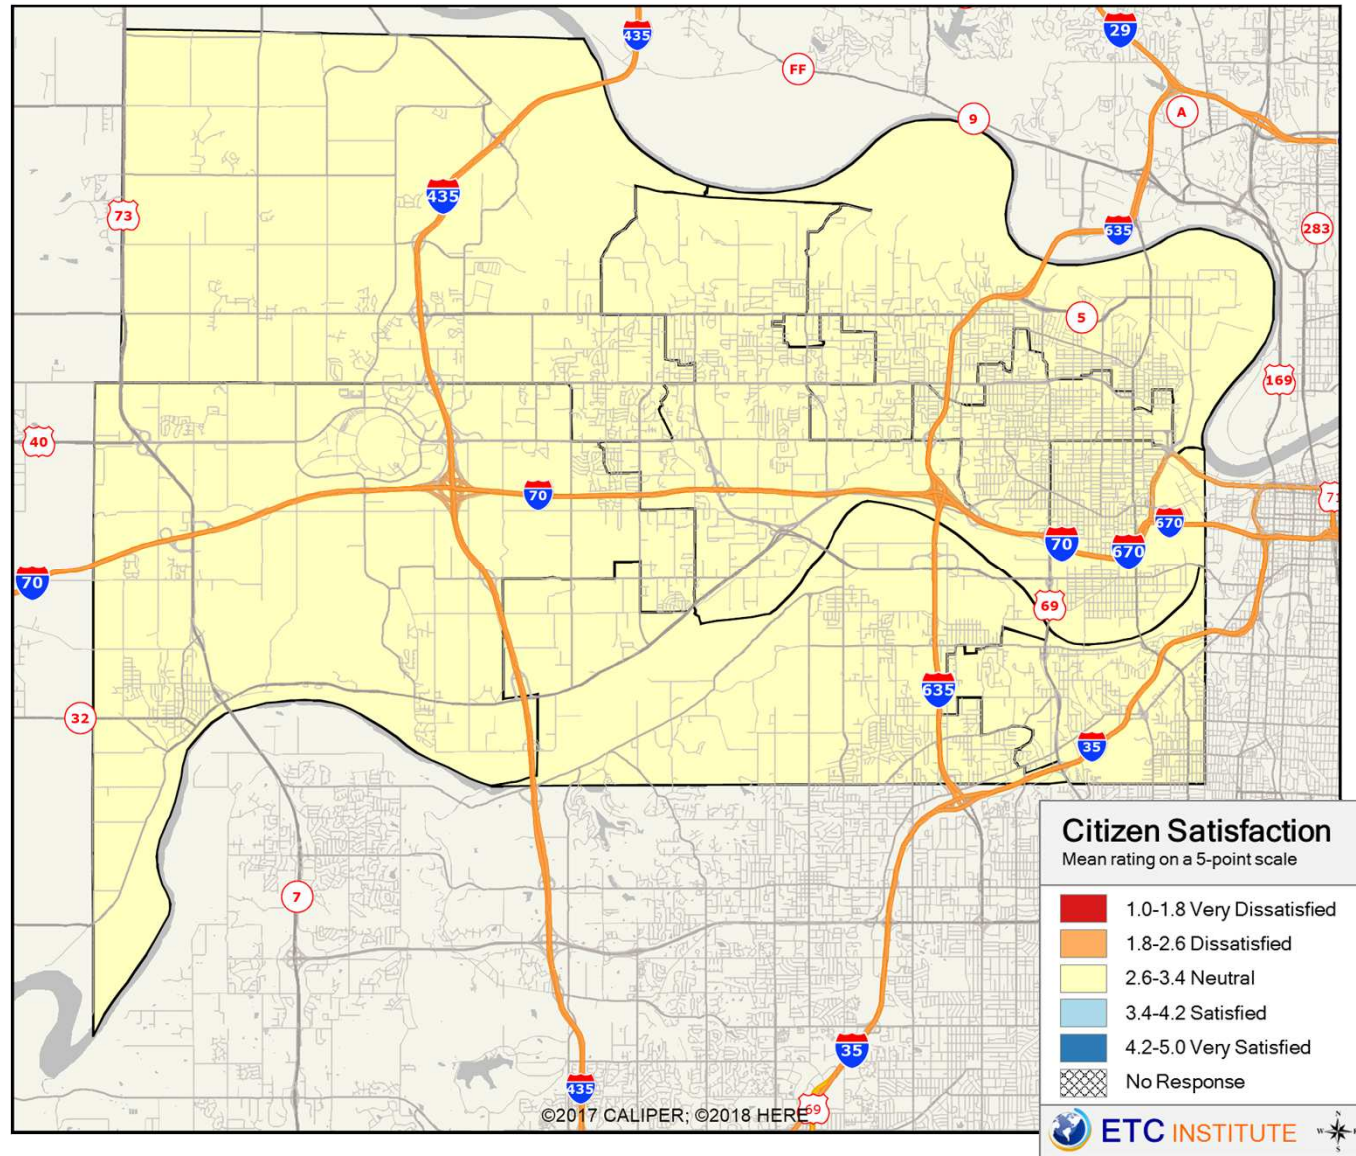 435
29
FF
A
9
435
73
635
283
5
169
40
70
71
670
70
670
70
69
635
32
35
7
35
435
69
©2017 CALIPER; ©2018 HERE
Citizen Satisfaction
Mean rating on a 5-point scale
1.0-1.8 Very Dissatisfied
1.8-2.6 Dissatisfied
2.6-3.4 Neutral
3.4-4.2 Satisfied
4.2-5.0 Very Satisfied
No Response
ETC INSTITUTE
N
W E
S